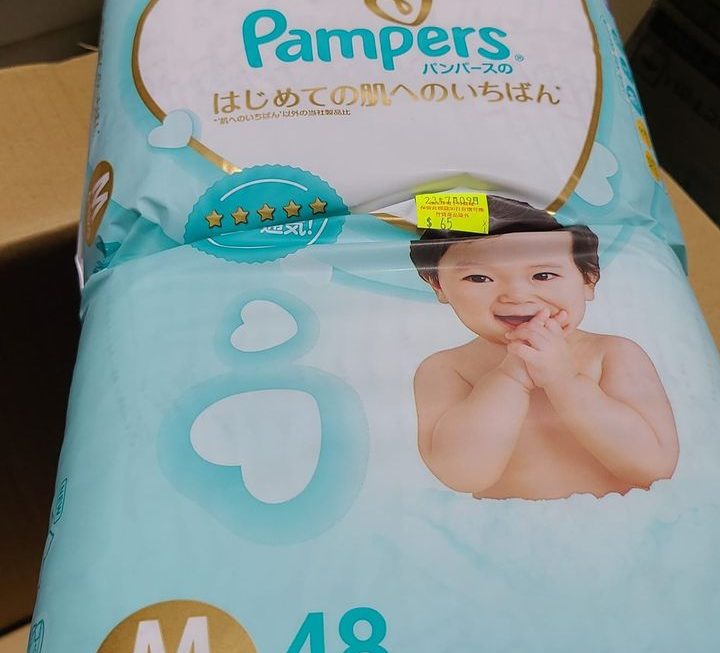 Pampers®
パンパースの
はじめての肌へのいちばん*
*"肌へのいちばん"以外の当社製品比
M
気!
$ 65
M 48